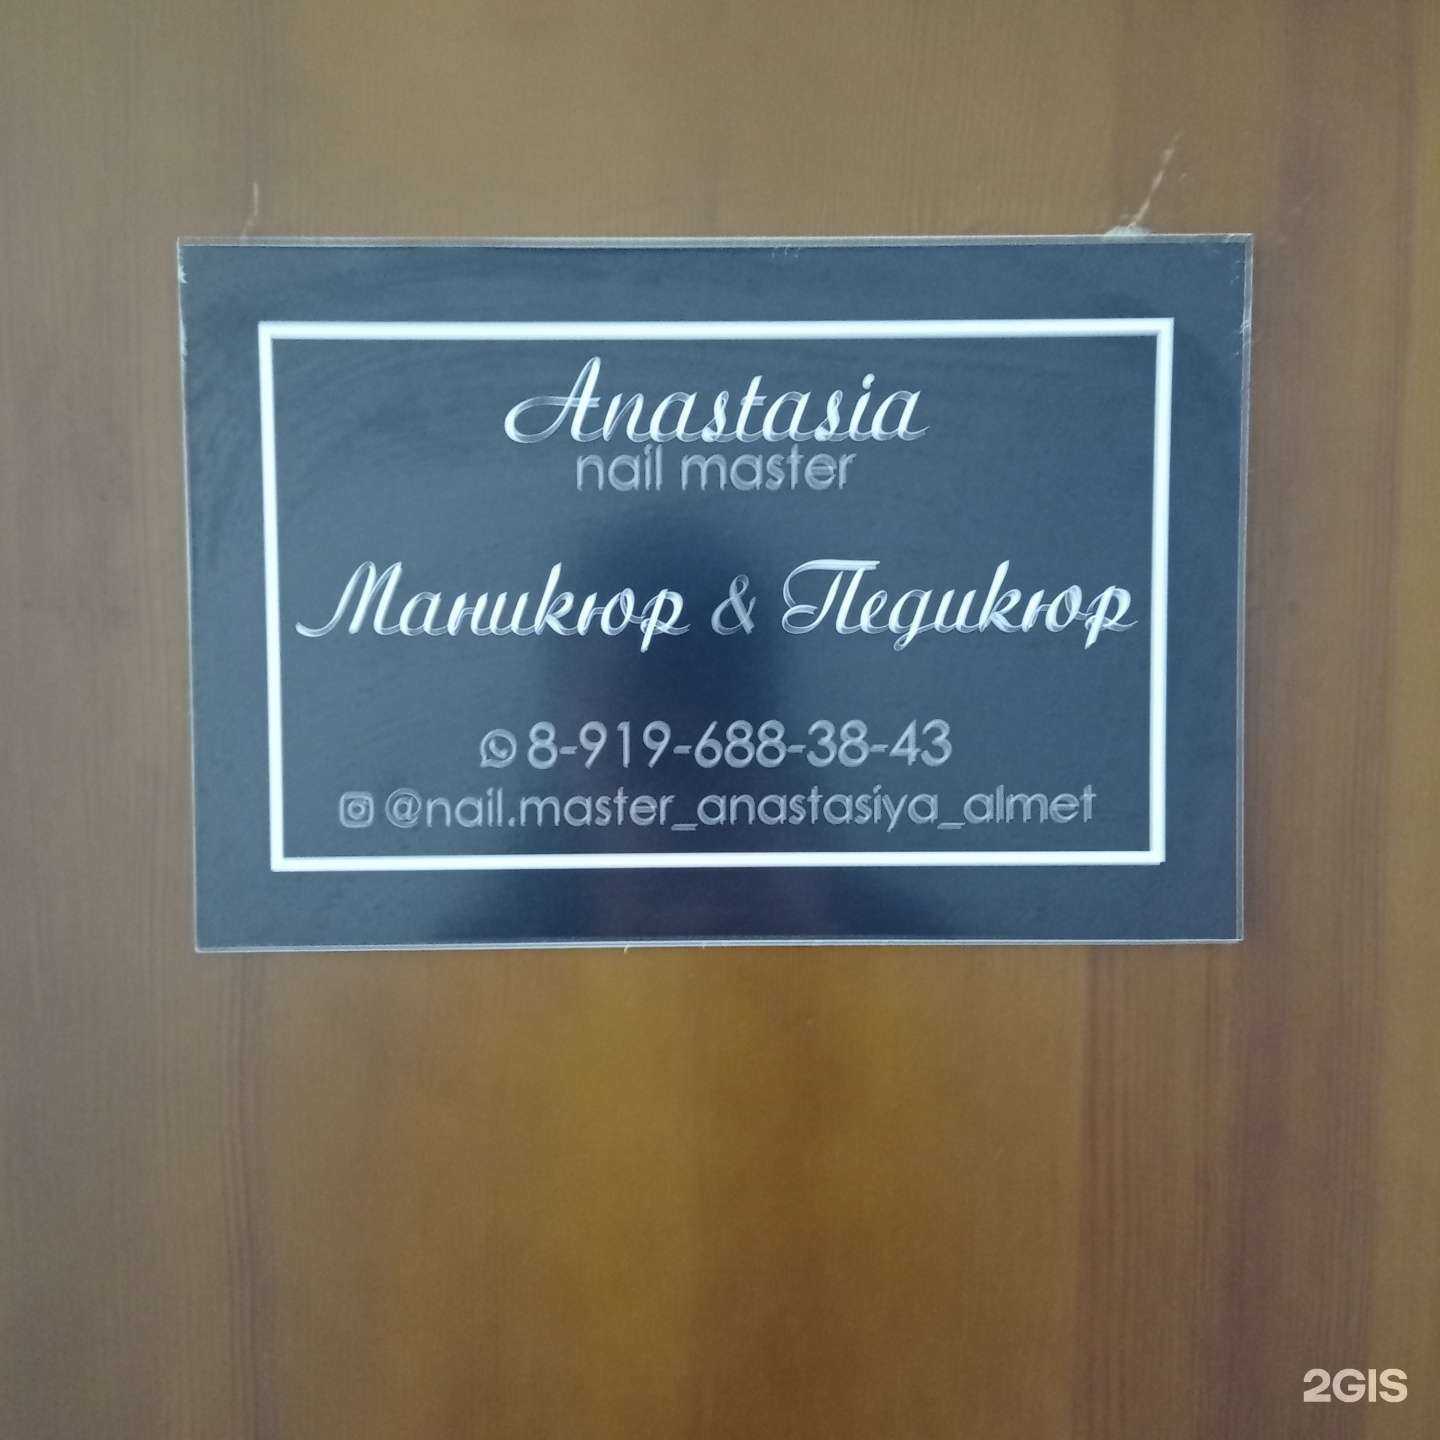 Anastasia
nail master
Маникюр & Педикюр
8-919-688-38-43
@nail.master_anastasiya_almet
2GIS